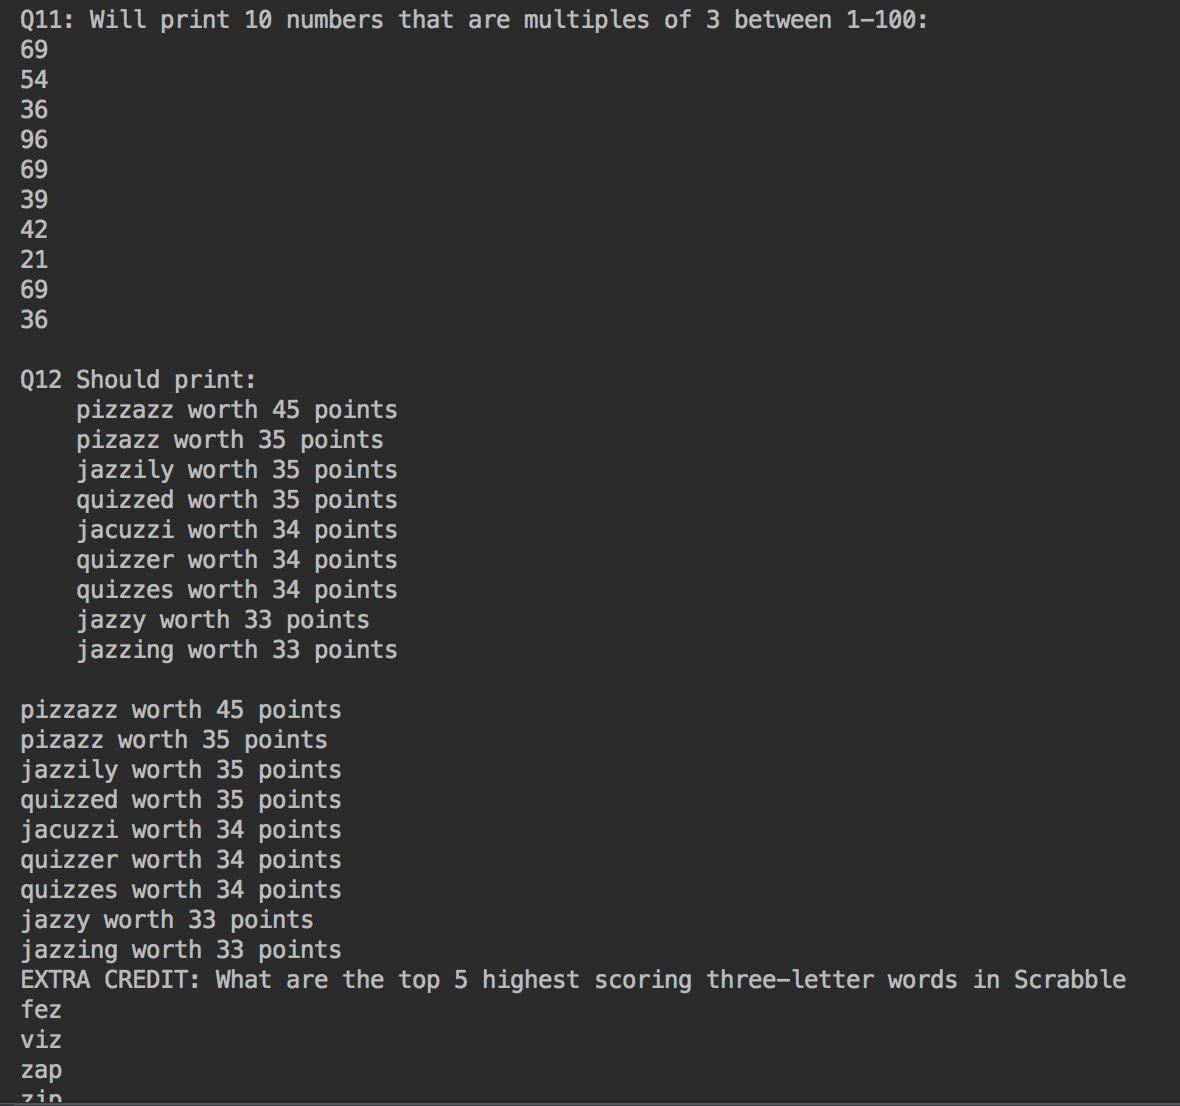 Q11: Will print 10 numbers that are multiples of 3 between 1-100:
69
54
36
96
69
39
42
21
69
36
Q12 Should print:
pizzazz worth 45 points
pizazz worth 35 points
jazzily worth 35 points
quizzed worth 35 points
jacuzzi worth 34 points
quizzer worth 34 points
quizzes worth 34 points
jazzy worth 33 points
jazzing worth 33 points
pizzazz worth 45 points
pizazz worth 35 points
jazzily worth 35 points
quizzed worth 35 points
jacuzzi worth 34 points
quizzer worth 34 points
quizzes worth 34 points
jazzy worth 33 points
jazzing worth 33 points
EXTRA CREDIT: What are the top 5 highest scoring three-letter words in Scrabble
fez
viz
zap
zip